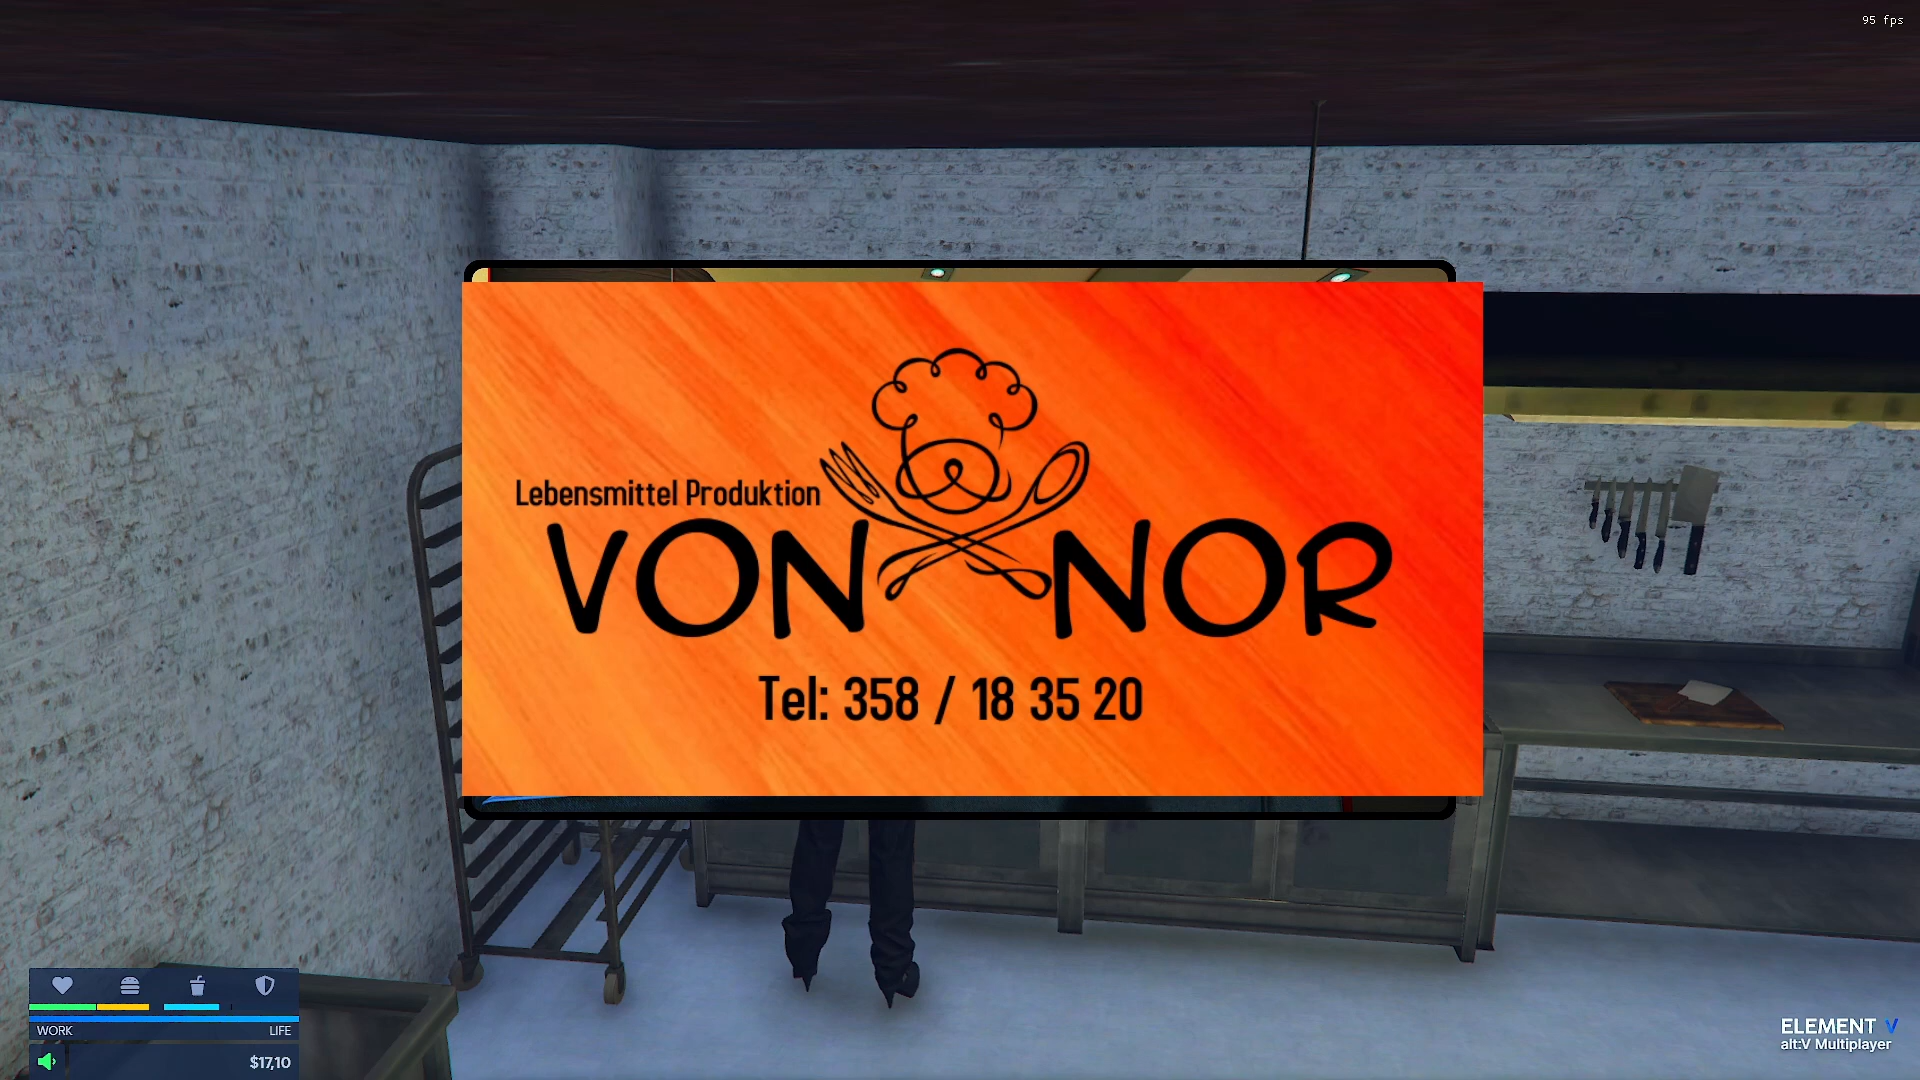 95 fps
Lebensmittel Produktion
VON NOR
Tel: 358 / 18 35 20
WORK LIFE
$17,10
ELEMENT V
alt:V Multiplayer